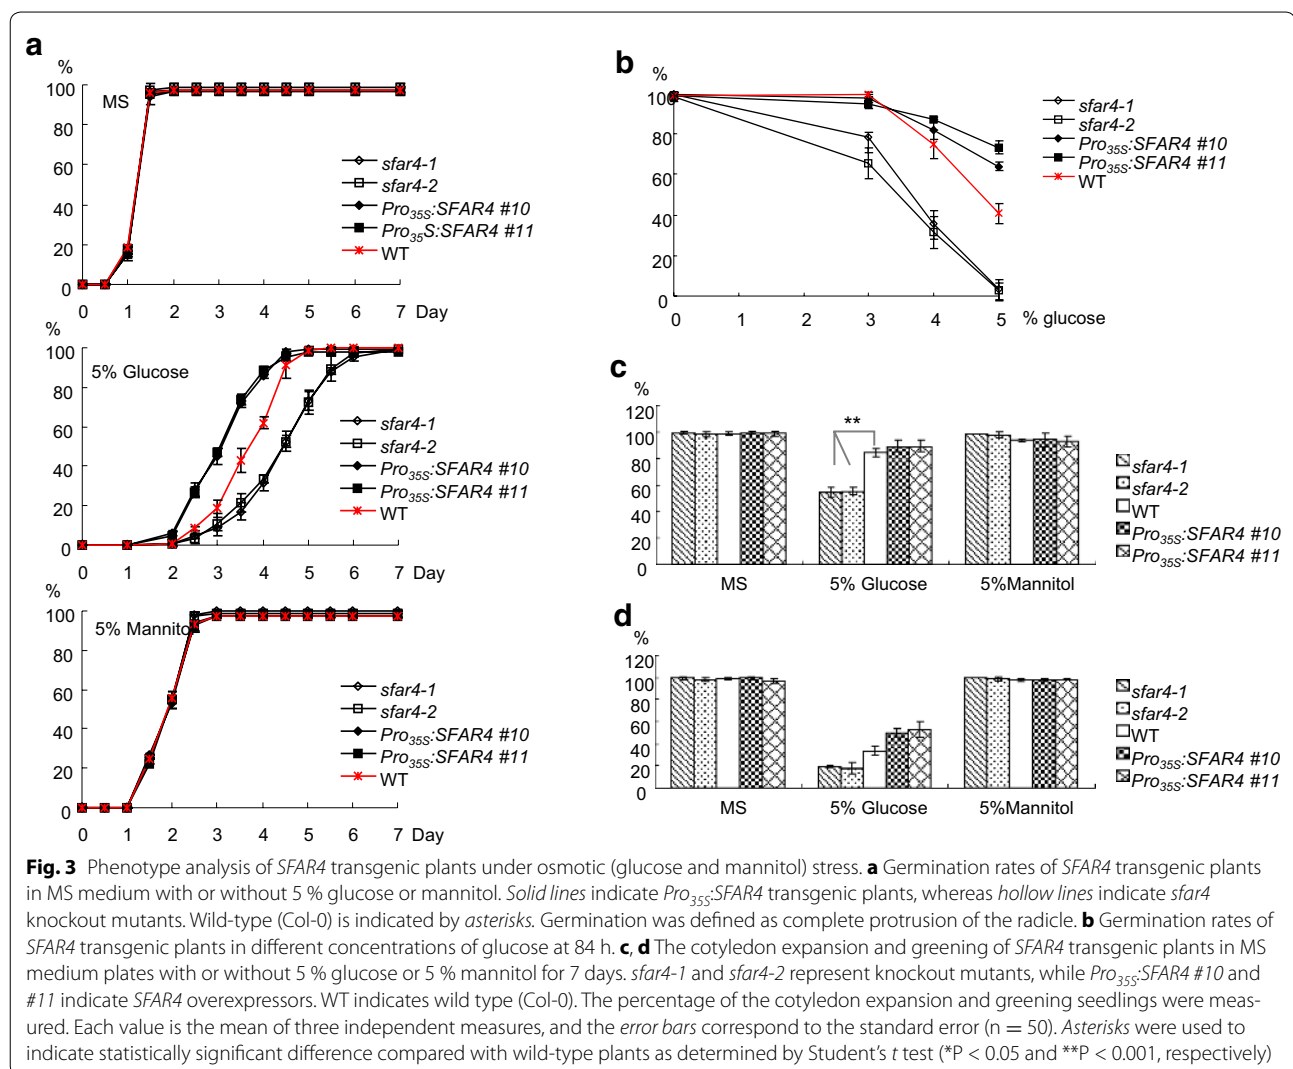 a
%
100
80
60
40
20
0
MS
sfar4-1
sfar4-2
Pro35S:SFAR4 #10
Pro35S:SFAR4 #11
WT
0 1 2 3 4 5 6 7 Day
%
100
80
60
40
20
0
5% Glucose
sfar4-1
sfar4-2
Pro35S:SFAR4 #10
Pro35S:SFAR4 #11
WT
0 1 2 3 4 5 6 7 Day
%
100
80
60
40
20
0
5% Mannitol
sfar4-1
sfar4-2
Pro35S:SFAR4 #10
Pro35S:SFAR4 #11
WT
0 1 2 3 4 5 6 7 Day
b
%
100
80
60
40
20
0
sfar4-1
sfar4-2
Pro35S:SFAR4 #10
Pro35S:SFAR4 #11
WT
0 1 2 3 4 5 % glucose
c
%
120
100
80
60
40
20
0
**
MS 5% Glucose 5%Mannitol
sfar4-1
sfar4-2
WT
Pro35S:SFAR4 #10
Pro35S:SFAR4 #11
d
%
120
100
80
60
40
20
0
MS 5% Glucose 5%Mannitol
sfar4-1
sfar4-2
WT
Pro35S:SFAR4 #10
Pro35S:SFAR4 #11
Fig. 3 Phenotype analysis of SFAR4 transgenic plants under osmotic (glucose and mannitol) stress. a Germination rates of SFAR4 transgenic plants
in MS medium with or without 5 % glucose or mannitol. Solid lines indicate Pro35S:SFAR4 transgenic plants, whereas hollow lines indicate sfar4
knockout mutants. Wild-type (Col-0) is indicated by asterisks. Germination was defined as complete protrusion of the radicle. b Germination rates of
SFAR4 transgenic plants in different concentrations of glucose at 84 h. c, d The cotyledon expansion and greening of SFAR4 transgenic plants in MS
medium plates with or without 5 % glucose or 5 % mannitol for 7 days. sfar4-1 and sfar4-2 represent knockout mutants, while Pro35S:SFAR4 #10 and
#11 indicate SFAR4 overexpressors. WT indicates wild type (Col-0). The percentage of the cotyledon expansion and greening seedlings were meas-
ured. Each value is the mean of three independent measures, and the error bars correspond to the standard error (n = 50). Asterisks were used to
indicate statistically significant difference compared with wild-type plants as determined by Student's t test (*P < 0.05 and **P < 0.001, respectively)